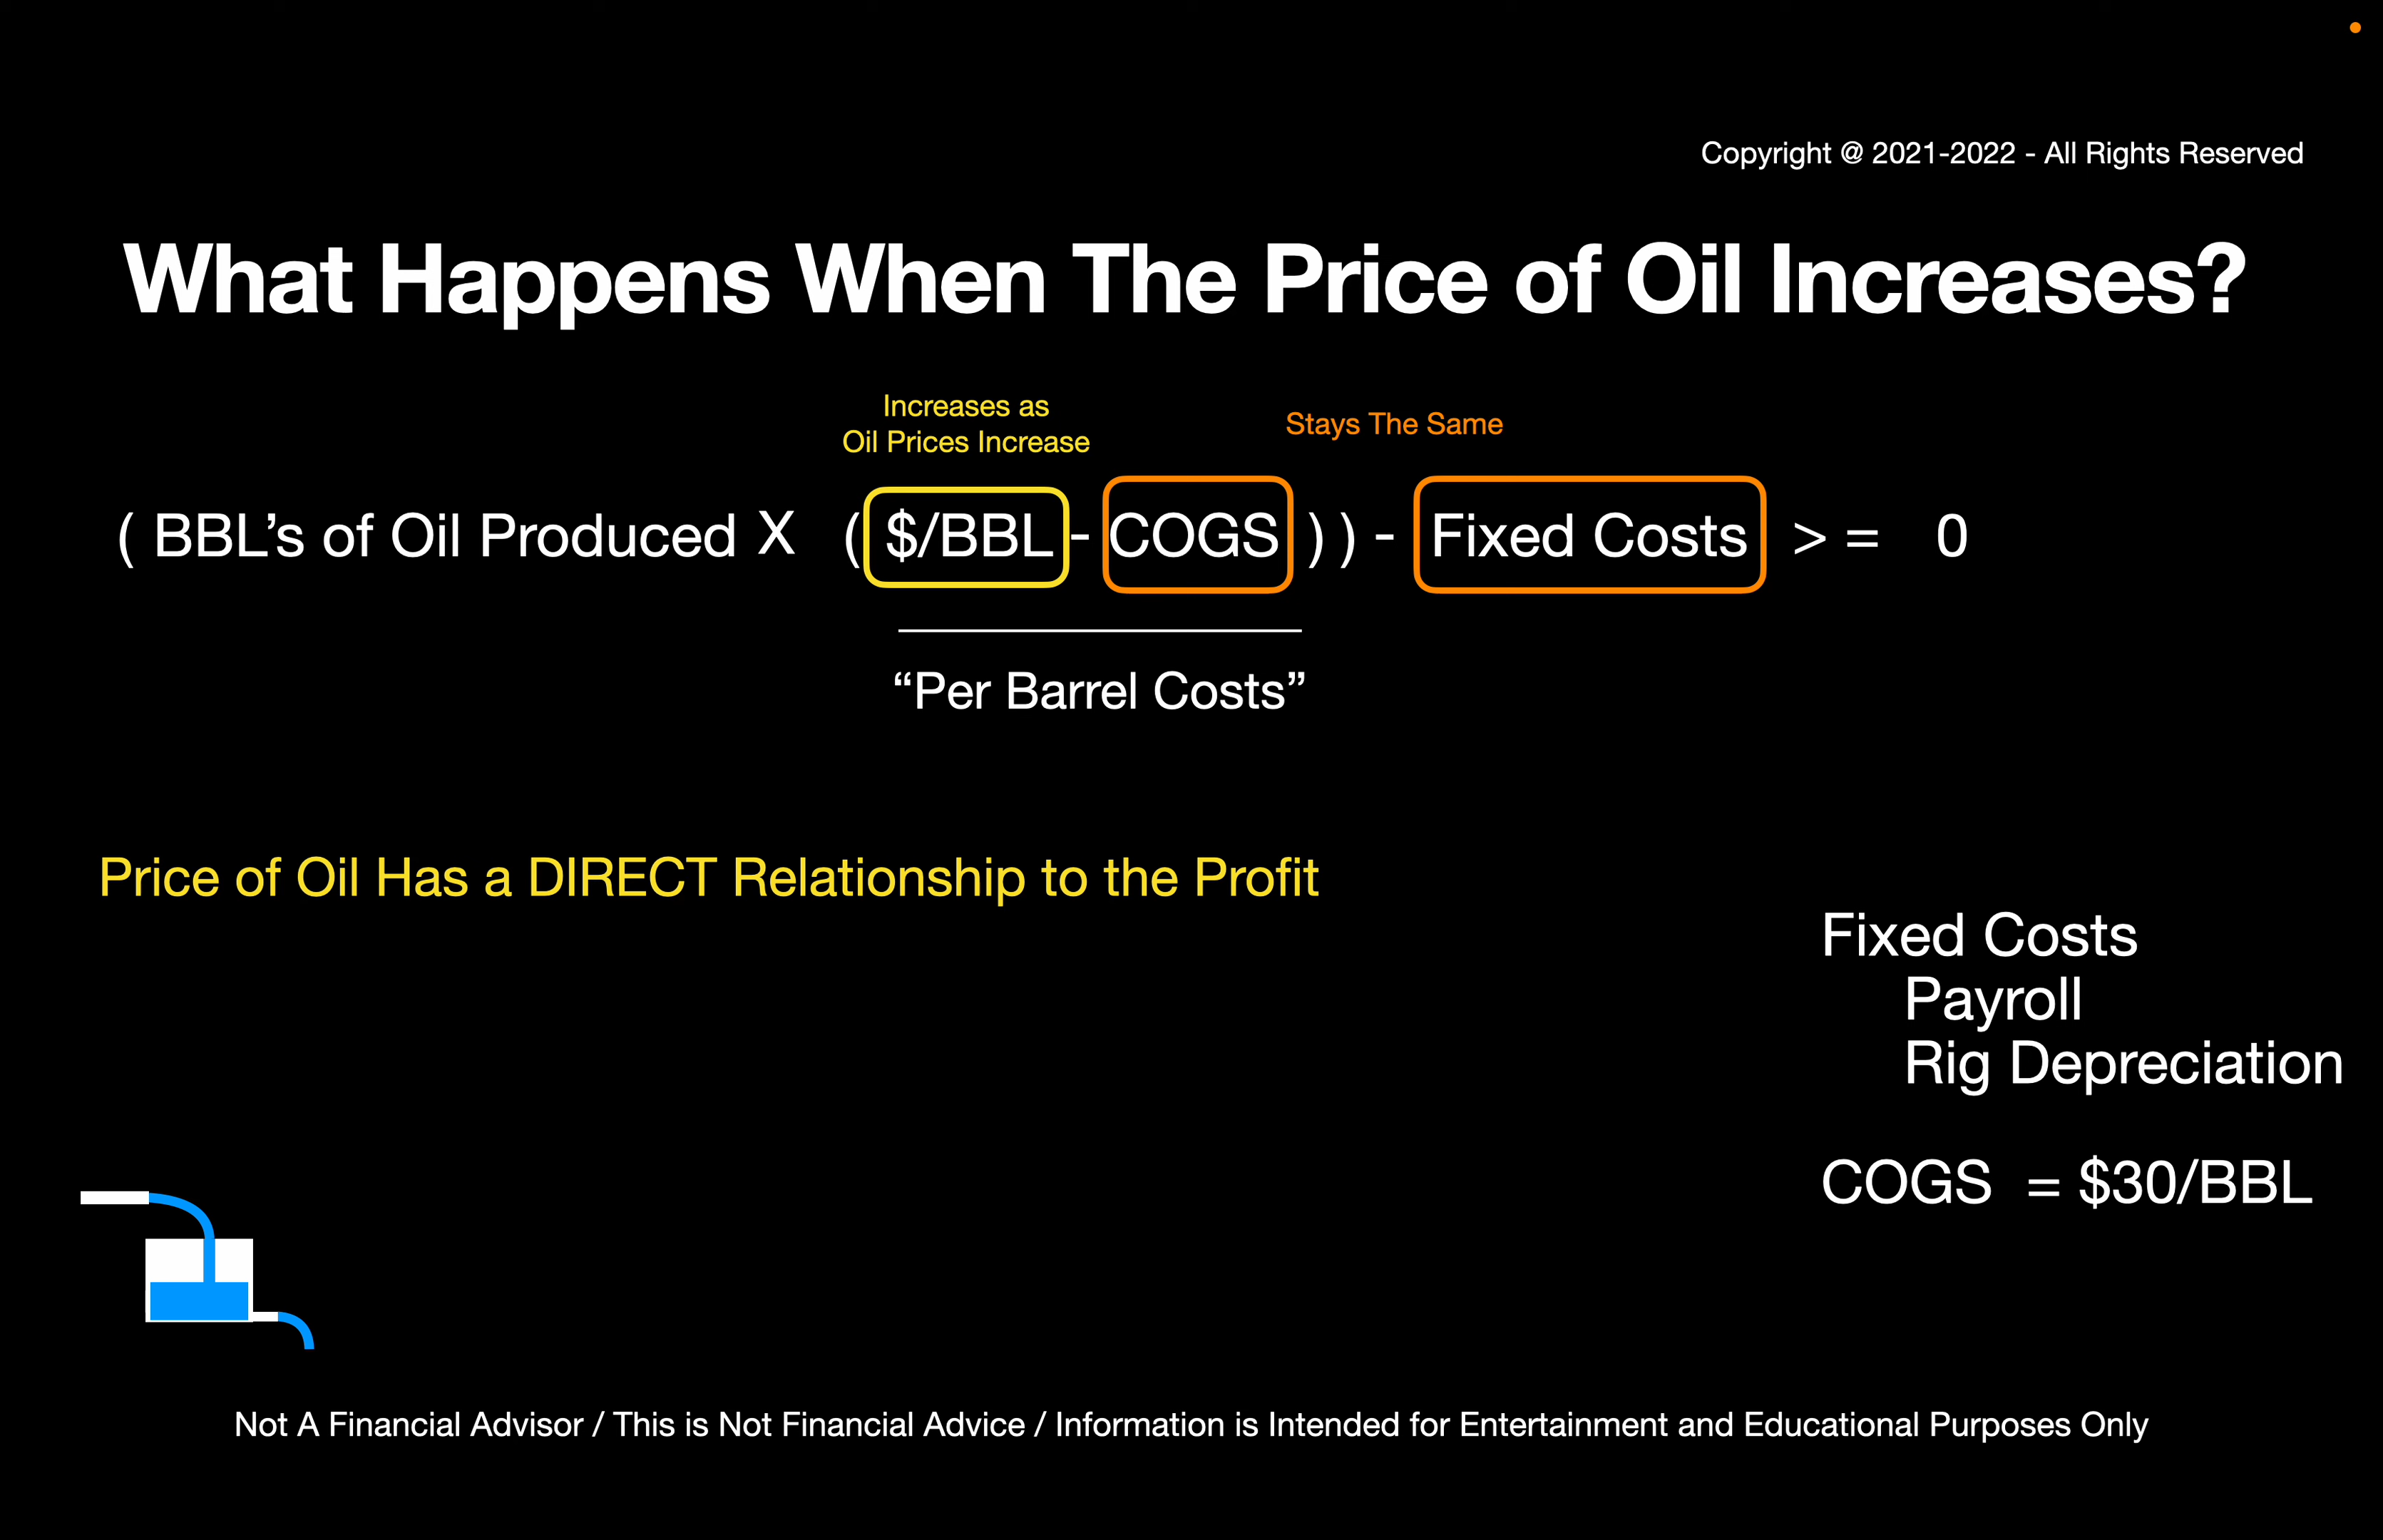 Copyright @ 2021-2022 - All Rights Reserved
What Happens When The Price of Oil Increases?
Increases as
Oil Prices Increase
Stays The Same
( BBL’s of Oil Produced X ( $/BBL - COGS ) ) - Fixed Costs > = 0
“Per Barrel Costs”
Price of Oil Has a DIRECT Relationship to the Profit
Fixed Costs
Payroll
Rig Depreciation
COGS = $30/BBL
Not A Financial Advisor / This is Not Financial Advice / Information is Intended for Entertainment and Educational Purposes Only